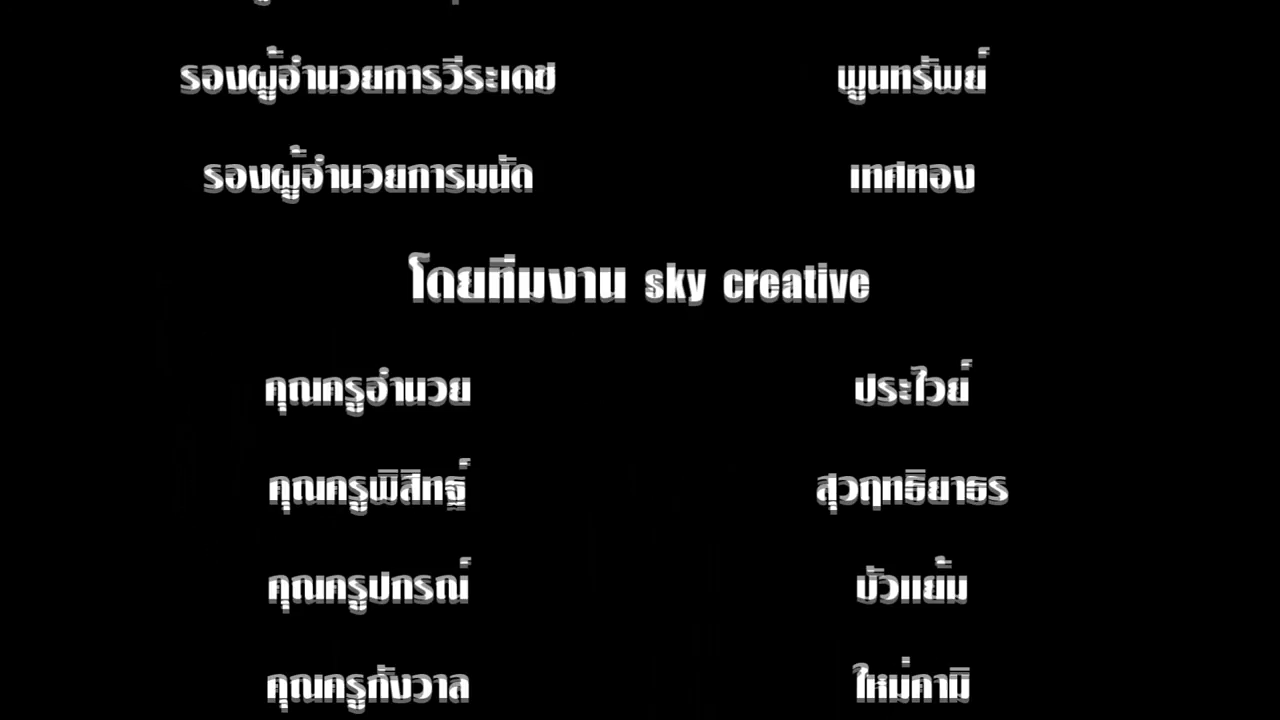 รองผู้อำนวยการวีระเดช พูนทรัพย์
รองผู้อำนวยการมนัด เทศทอง
โดยทีมงาน sky creative
คุณครูอำนวย ประไวย์
คุณครูพิสิทฐ์ สุวฤทธิยาธร
คุณครูปกรณ์ บัวแย้ม
คุณครูกังวาล ใหม่คามิ